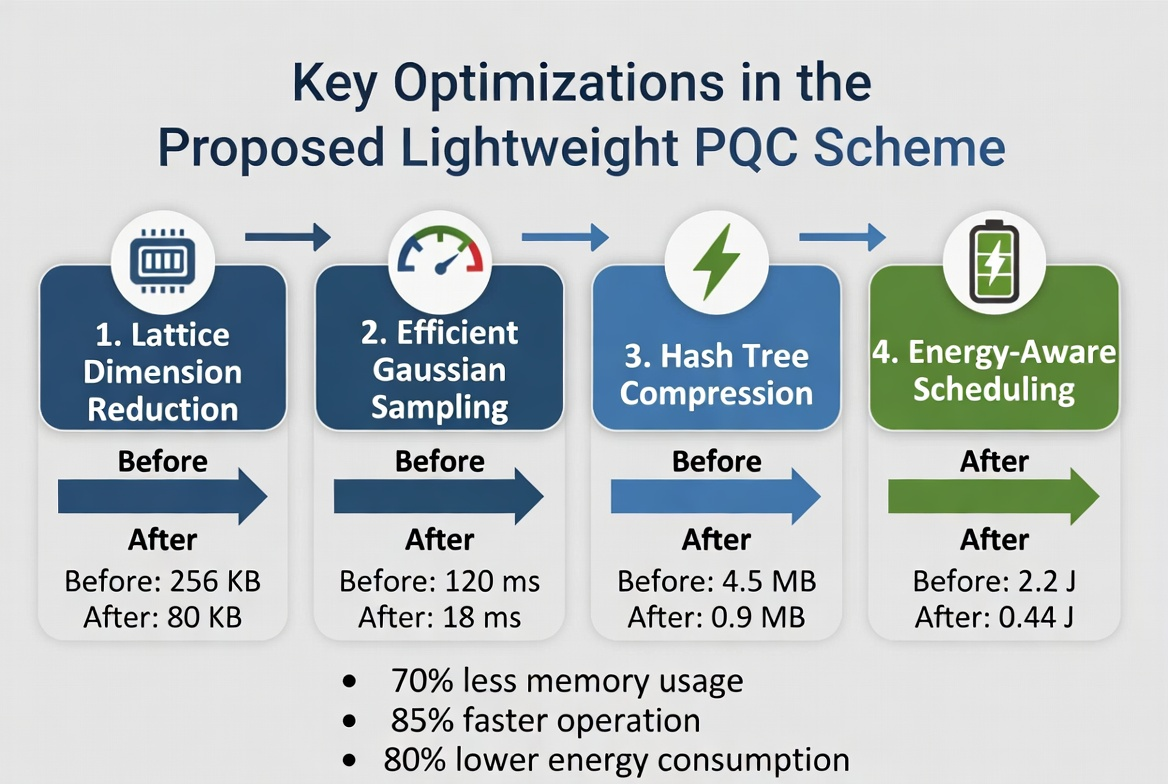 Key Optimizations in the
Proposed Lightweight PQC Scheme
1. Lattice
Dimension
Reduction
Before
After
Before: 256 KB
After: 80 KB
2. Efficient
Gaussian
Sampling
Before
After
Before: 120 ms
After: 18 ms
3. Hash Tree
Compression
Before
After
Before: 4.5 MB
After: 0.9 MB
4. Energy-Aware
Scheduling
After
After
Before: 2.2 J
After: 0.44 J
• 70% less memory usage
• 85% faster operation
• 80% lower energy consumption